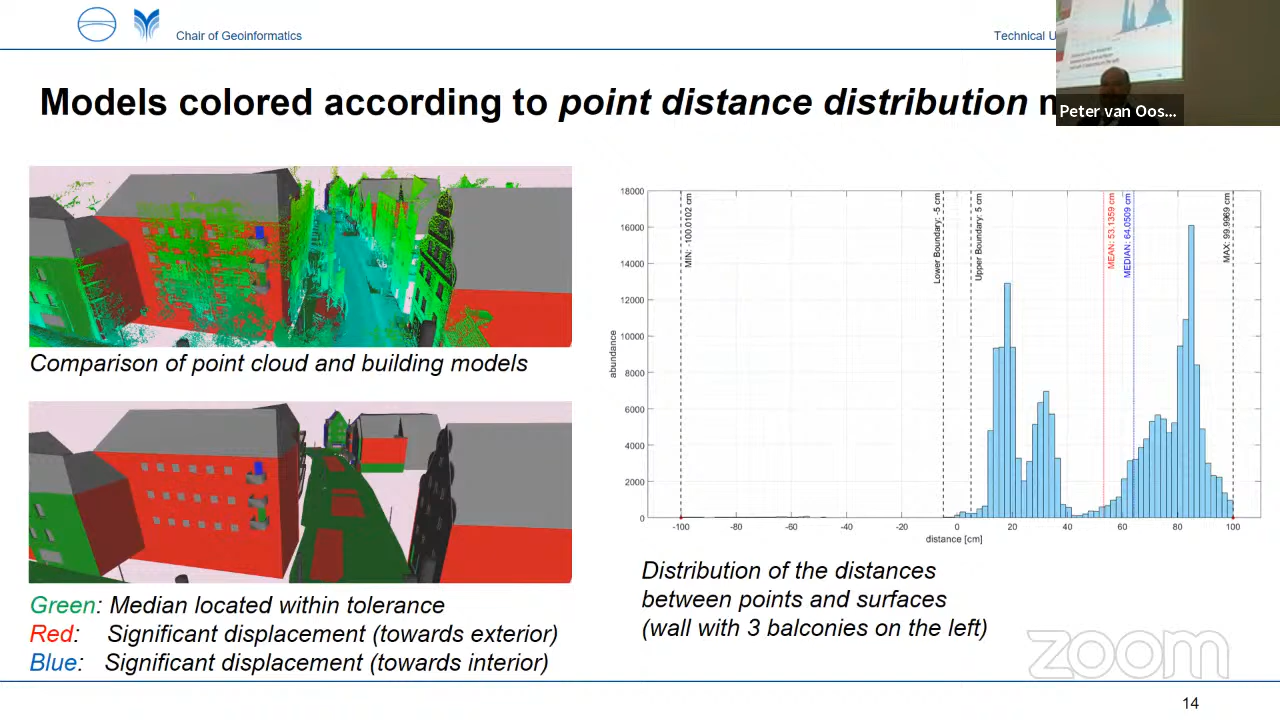 Chair of Geoinformatics
Technical U
Models colored according to point distance distribution m
Peter van Oos...
Comparison of point cloud and building models
Green: Median located within tolerance
Red: Significant displacement (towards exterior)
Blue: Significant displacement (towards interior)
18000
16000
14000
12000
10000
8000
6000
4000
2000
0
abundance
MIN: -100.0102 cm
Lower Boundary: -5 cm
Upper Boundary: 5 cm
MEAN: 53.1359 cm
MEDIAN: 64.0509 cm
MAX: 99.9969 cm
-100 -80 -60 -40 -20 0 20 40 60 80 100
distance [cm]
Distribution of the distances
between points and surfaces
(wall with 3 balconies on the left)
zoom
14